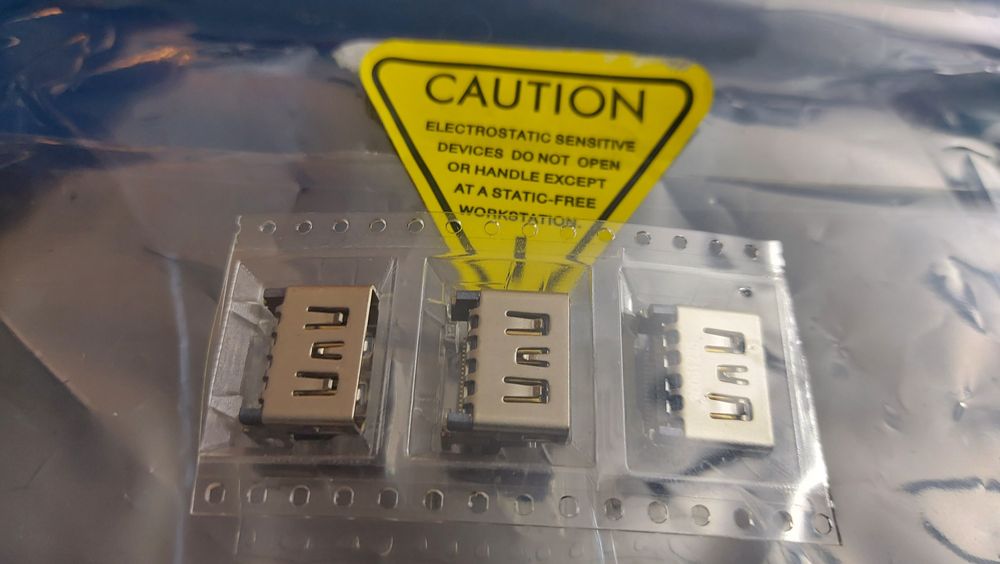 CAUTION
ELECTROSTATIC SENSITIVE
DEVICES DO NOT OPEN
OR HANDLE EXCEPT
AT A STATIC-FREE
WORKSTATION.